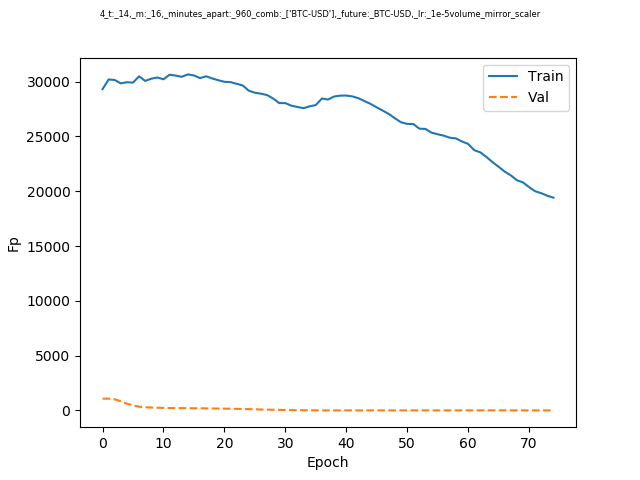 4_t:_14,_m:_16,_minutes_apart:_960_comb:_['BTC-USD'],_future:_BTC-USD,_lr:_1e-5volume_mirror_scaler
Train
Val
30000
25000
20000
15000
10000
5000
0
Fp
0 10 20 30 40 50 60 70
Epoch